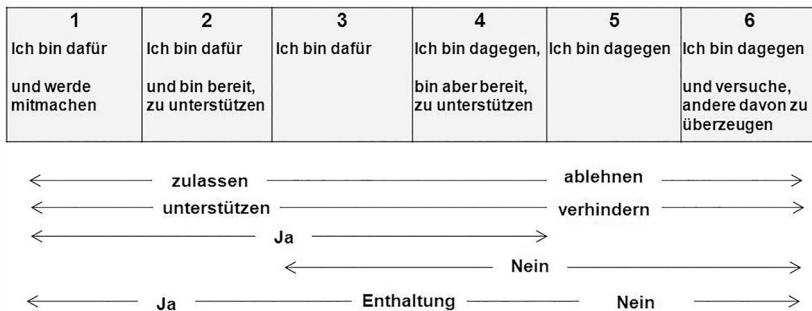 1 2 3 4 5 6
Ich bin dafür Ich bin dafür Ich bin dafür Ich bin dagegen, Ich bin dagegen Ich bin dagegen
und werde und bin bereit, bin aber bereit, und versuche,
mitmachen zu unterstützen zu unterstützen andere davon zu
überzeugen
zulassen ablehnen
unterstützen verhindern
Ja
Nein
Ja Enthaltung Nein